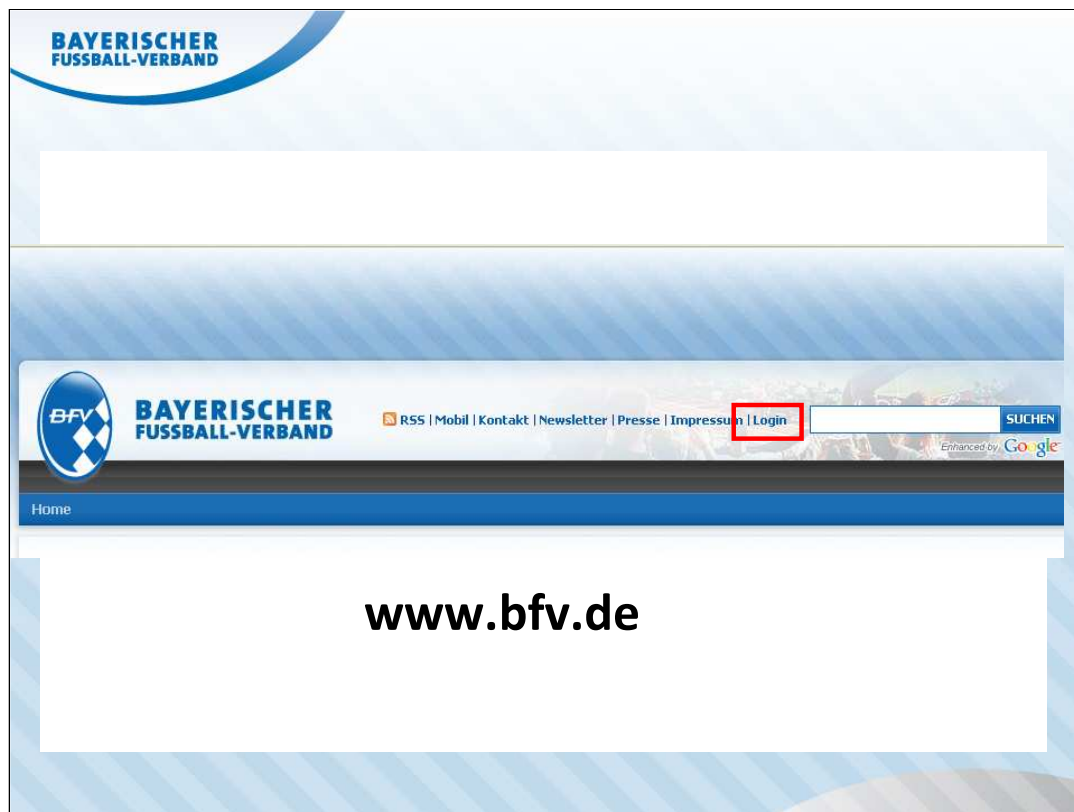 BAYERISCHER
FUSSBALL-VERBAND
BFV
BAYERISCHER
FUSSBALL-VERBAND
RSS | Mobil | Kontakt | Newsletter | Presse | Impressum | Login
SUCHEN
Enhanced by Google
Home
www.bfv.de